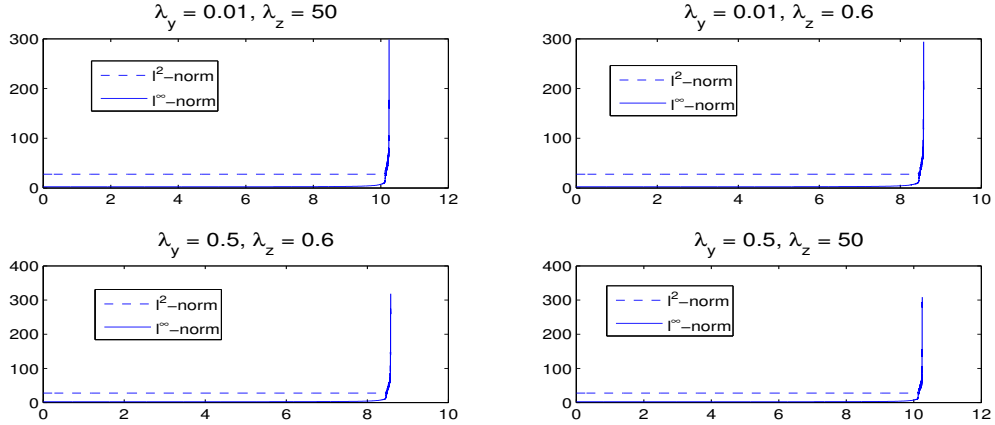 λy = 0.01, λz = 50
300
200
100
0
0 2 4 6 8 10 12
l²−norm
l∞−norm
λy = 0.01, λz = 0.6
300
200
100
0
0 2 4 6 8 10
l²−norm
l∞−norm
λy = 0.5, λz = 0.6
400
300
200
100
0
0 2 4 6 8 10
l²−norm
l∞−norm
λy = 0.5, λz = 50
400
300
200
100
0
0 2 4 6 8 10 12
l²−norm
l∞−norm